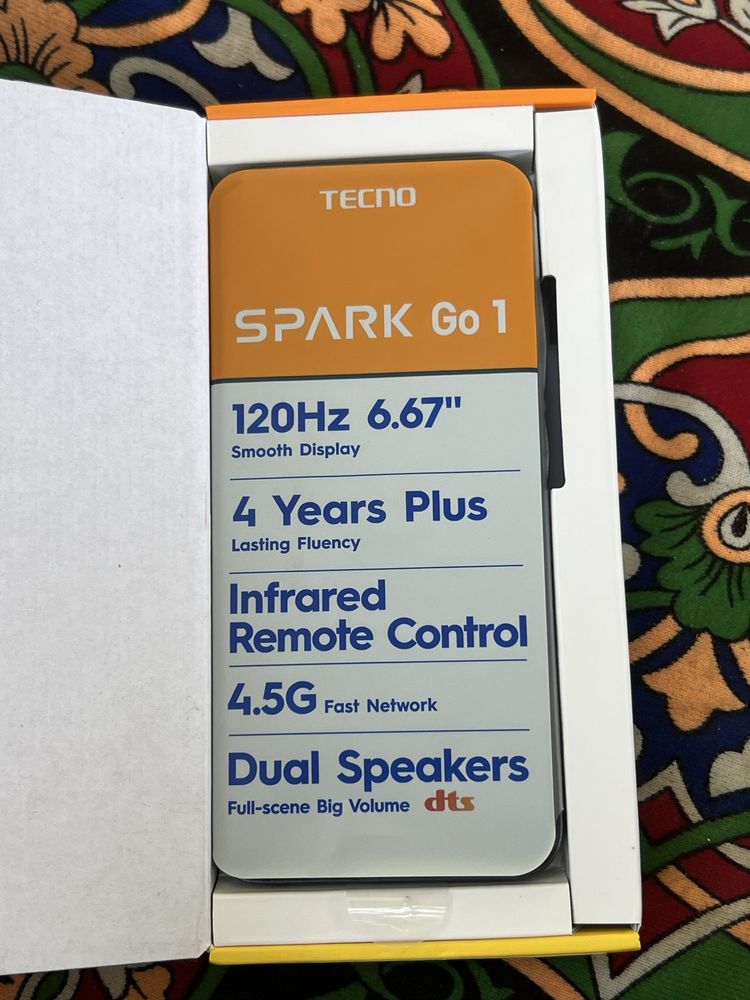 TECNO
SPARK Go 1
120Hz 6.67"
Smooth Display
4 Years Plus
Lasting Fluency
Infrared
Remote Control
4.5G Fast Network
Dual Speakers
Full-scene Big Volume dts